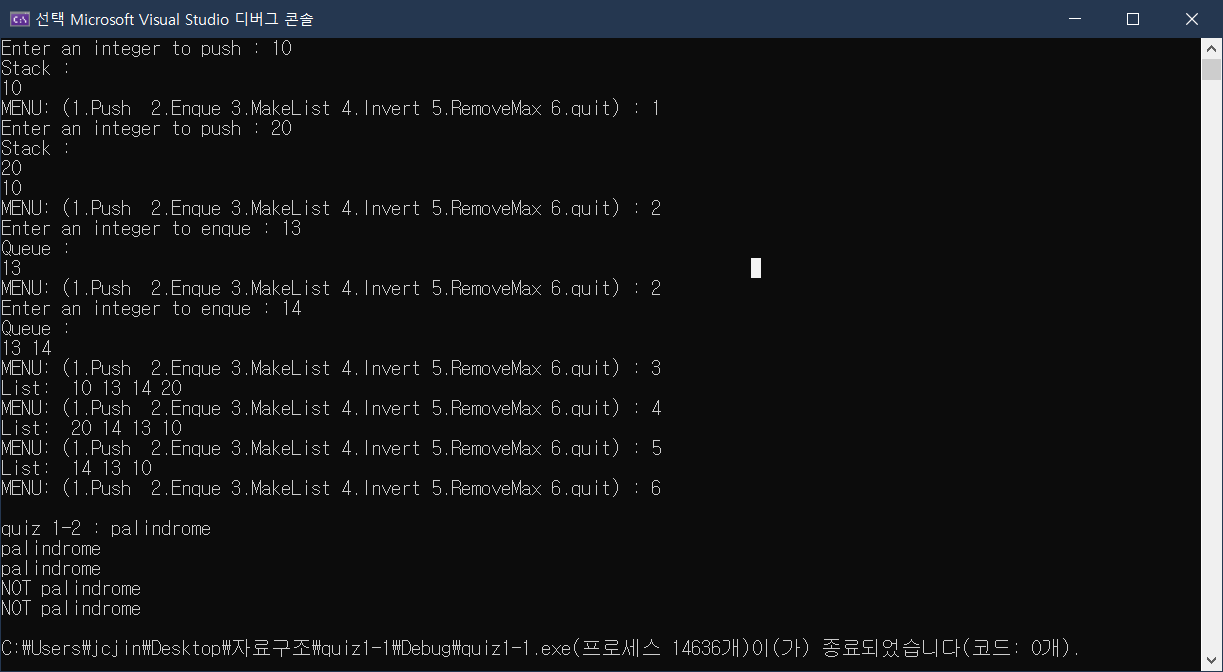 선택 Microsoft Visual Studio 디버그 콘솔
Enter an integer to push : 10
Stack :
10
MENU: (1.Push  2.Enque 3.MakeList 4.Invert 5.RemoveMax 6.quit) : 1
Enter an integer to push : 20
Stack :
20
10
MENU: (1.Push  2.Enque 3.MakeList 4.Invert 5.RemoveMax 6.quit) : 2
Enter an integer to enque : 13
Queue :
13
MENU: (1.Push  2.Enque 3.MakeList 4.Invert 5.RemoveMax 6.quit) : 2
Enter an integer to enque : 14
Queue :
13 14
MENU: (1.Push  2.Enque 3.MakeList 4.Invert 5.RemoveMax 6.quit) : 3
List:  10 13 14 20
MENU: (1.Push  2.Enque 3.MakeList 4.Invert 5.RemoveMax 6.quit) : 4
List:  20 14 13 10
MENU: (1.Push  2.Enque 3.MakeList 4.Invert 5.RemoveMax 6.quit) : 5
List:  14 13 10
MENU: (1.Push  2.Enque 3.MakeList 4.Invert 5.RemoveMax 6.quit) : 6
quiz 1-2 : palindrome
palindrome
palindrome
NOT palindrome
NOT palindrome
C:₩Users₩jcjin₩Desktop₩자료구조₩quiz1-1₩Debug₩quiz1-1.exe(프로세스 14636개)이(가) 종료되었습니다(코드: 0개).